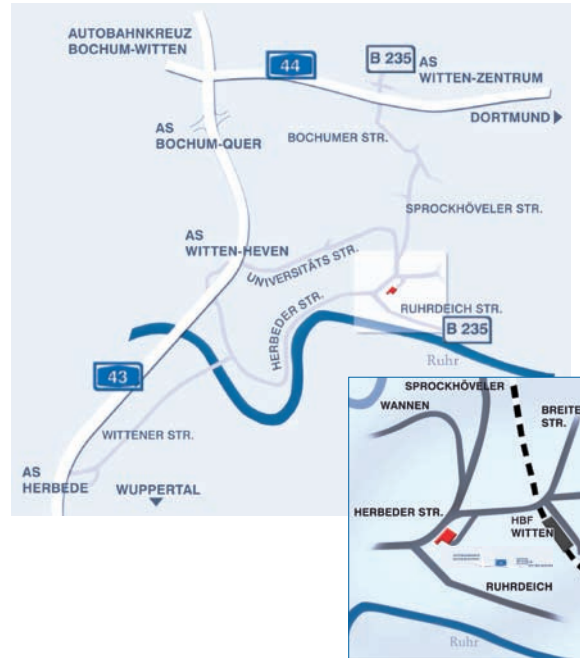 AUTOBAHNKREUZ
BOCHUM-WITTEN
44
B 235
AS
WITTEN-ZENTRUM
DORTMUND
AS
BOCHUM-QUER
BOCHUMER STR.
SPROCKHÖVELER STR.
AS
WITTEN-HEVEN
UNIVERSITÄTS STR.
HERBEDER STR.
RUHRDEICH STR.
B 235
Ruhr
43
WITTENER STR.
AS
HERBEDE
WUPPERTAL
SPROCKHÖVELER
WANNEN
BREITE
STR.
HERBEDER STR.
HBF
WITTEN
RUHRDEICH
Ruhr